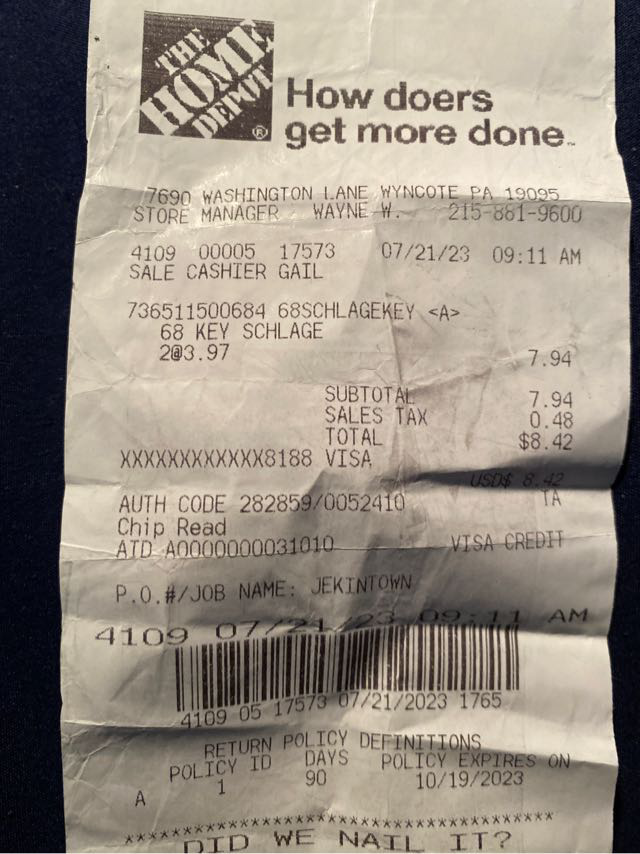 THE
HOME
DEPOT®
How doers
get more done™
7690 WASHINGTON LANE WYNCOTE PA 19095
STORE MANAGER WAYNE W. 215-881-9600
4109 00005 17573 07/21/23 09:11 AM
SALE CASHIER GAIL
736511500684 68SCHLAGEKEY <A>
68 KEY SCHLAGE
2@3.97 7.94
SUBTOTAL 7.94
SALES TAX 0.48
TOTAL $8.42
XXXXXXXXXXXX8188 VISA
USD$ 8.42
AUTH CODE 282859/0052410 TA
Chip Read
AID A0000000031010 VISA CREDIT
P.O.#/JOB NAME: JEKINTOWN
4109 07/21/23 09:11 AM
4109 05 17573 07/21/2023 1765
RETURN POLICY DEFINITIONS
POLICY ID DAYS POLICY EXPIRES ON
A 1 90 10/19/2023
****************************************
DID WE NAIL IT?